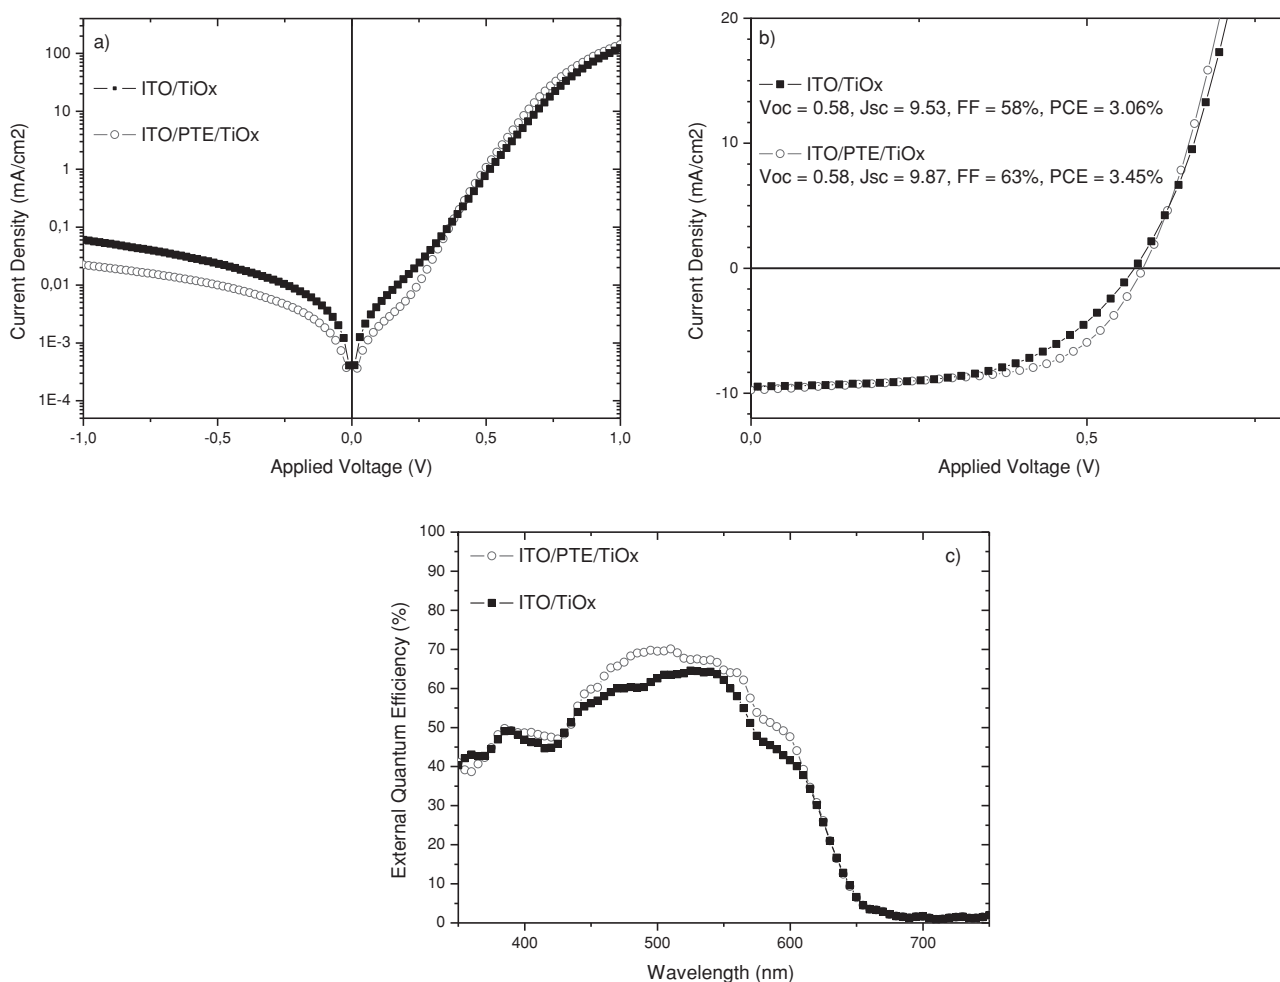 a)
ITO/TiOx
ITO/PTE/TiOx
100
10
1
0,1
0,01
1E-3
1E-4
Current Density (mA/cm2)
-1,0
-0,5
0,0
0,5
1,0
Applied Voltage (V)
b)
ITO/TiOx
Voc = 0.58, Jsc = 9.53, FF = 58%, PCE = 3.06%
ITO/PTE/TiOx
Voc = 0.58, Jsc = 9.87, FF = 63%, PCE = 3.45%
20
10
0
-10
Current Density (mA/cm2)
0,0
0,5
Applied Voltage (V)
c)
ITO/PTE/TiOx
ITO/TiOx
100
90
80
70
60
50
40
30
20
10
0
External Quantum Efficiency (%)
400
500
600
700
Wavelength (nm)